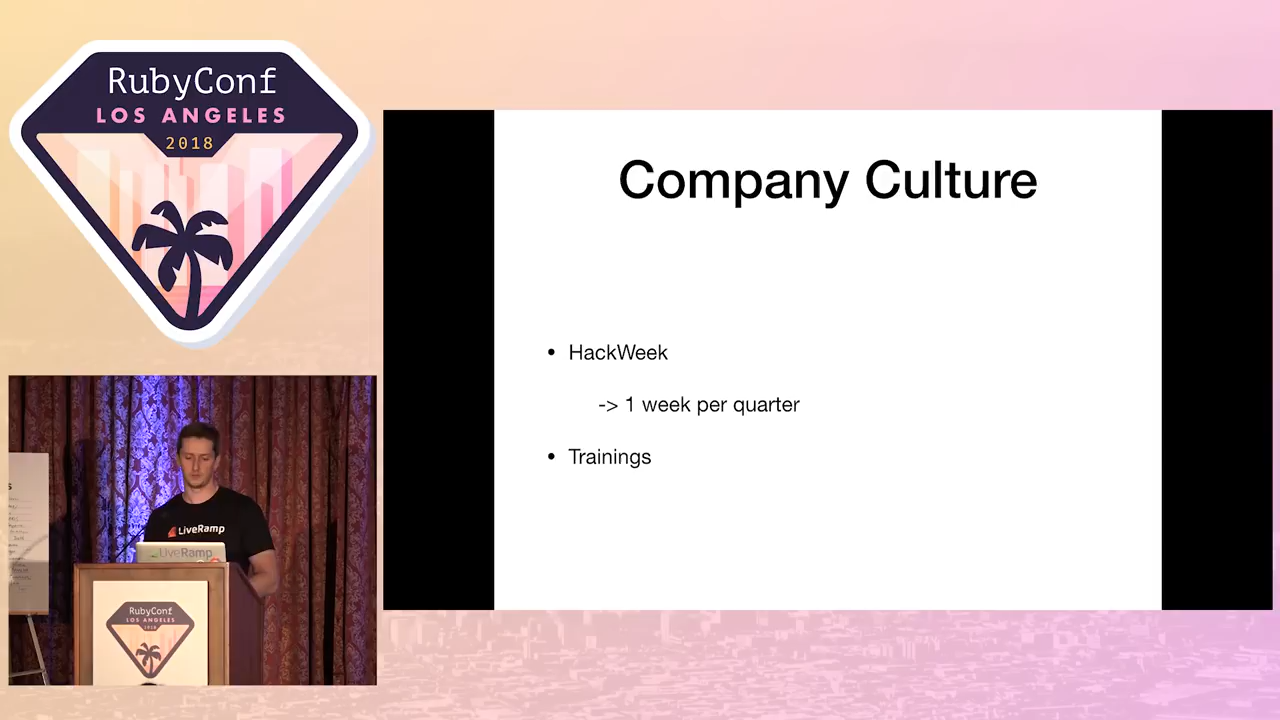 RubyConf
LOS ANGELES
2018
Company Culture
• HackWeek
-> 1 week per quarter
• Trainings
LiveRamp
LiveRamp
RubyConf
LOS ANGELES
2018